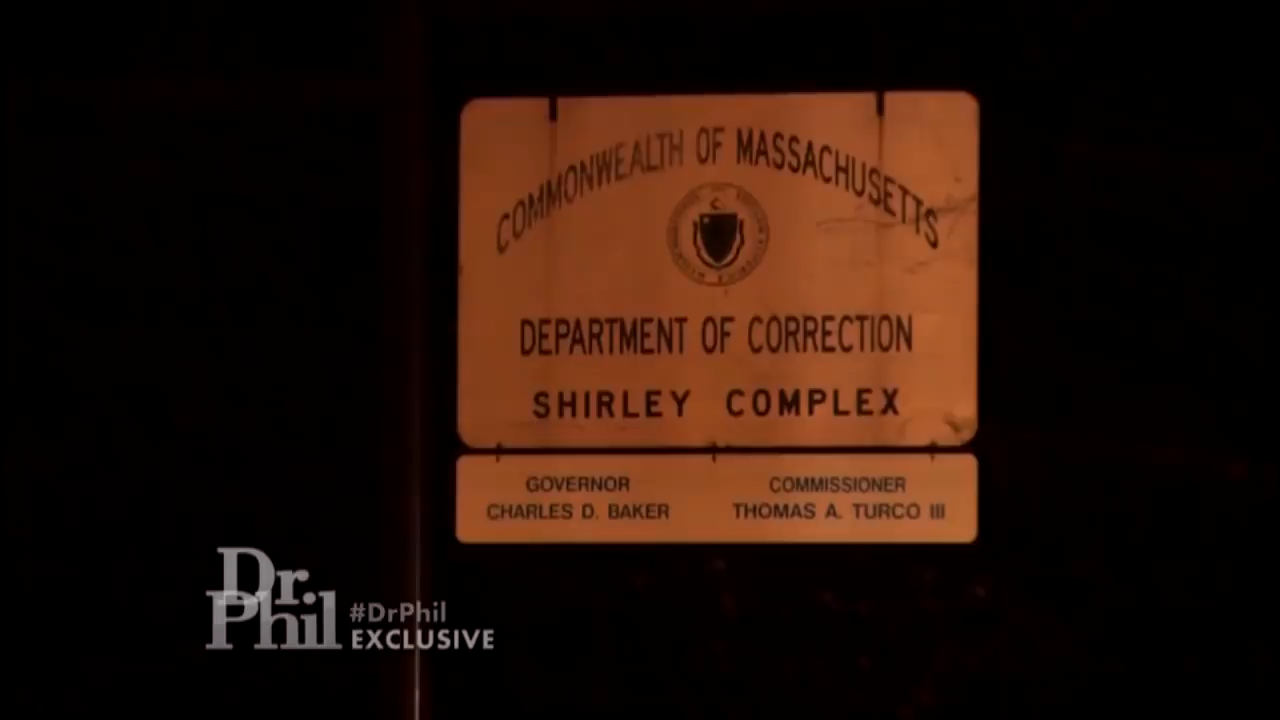 COMMONWEALTH OF MASSACHUSETTS
DEPARTMENT OF CORRECTION
SHIRLEY COMPLEX
GOVERNOR
CHARLES D. BAKER
COMMISSIONER
THOMAS A. TURCO III
Dr.
Phil
#DrPhil
EXCLUSIVE